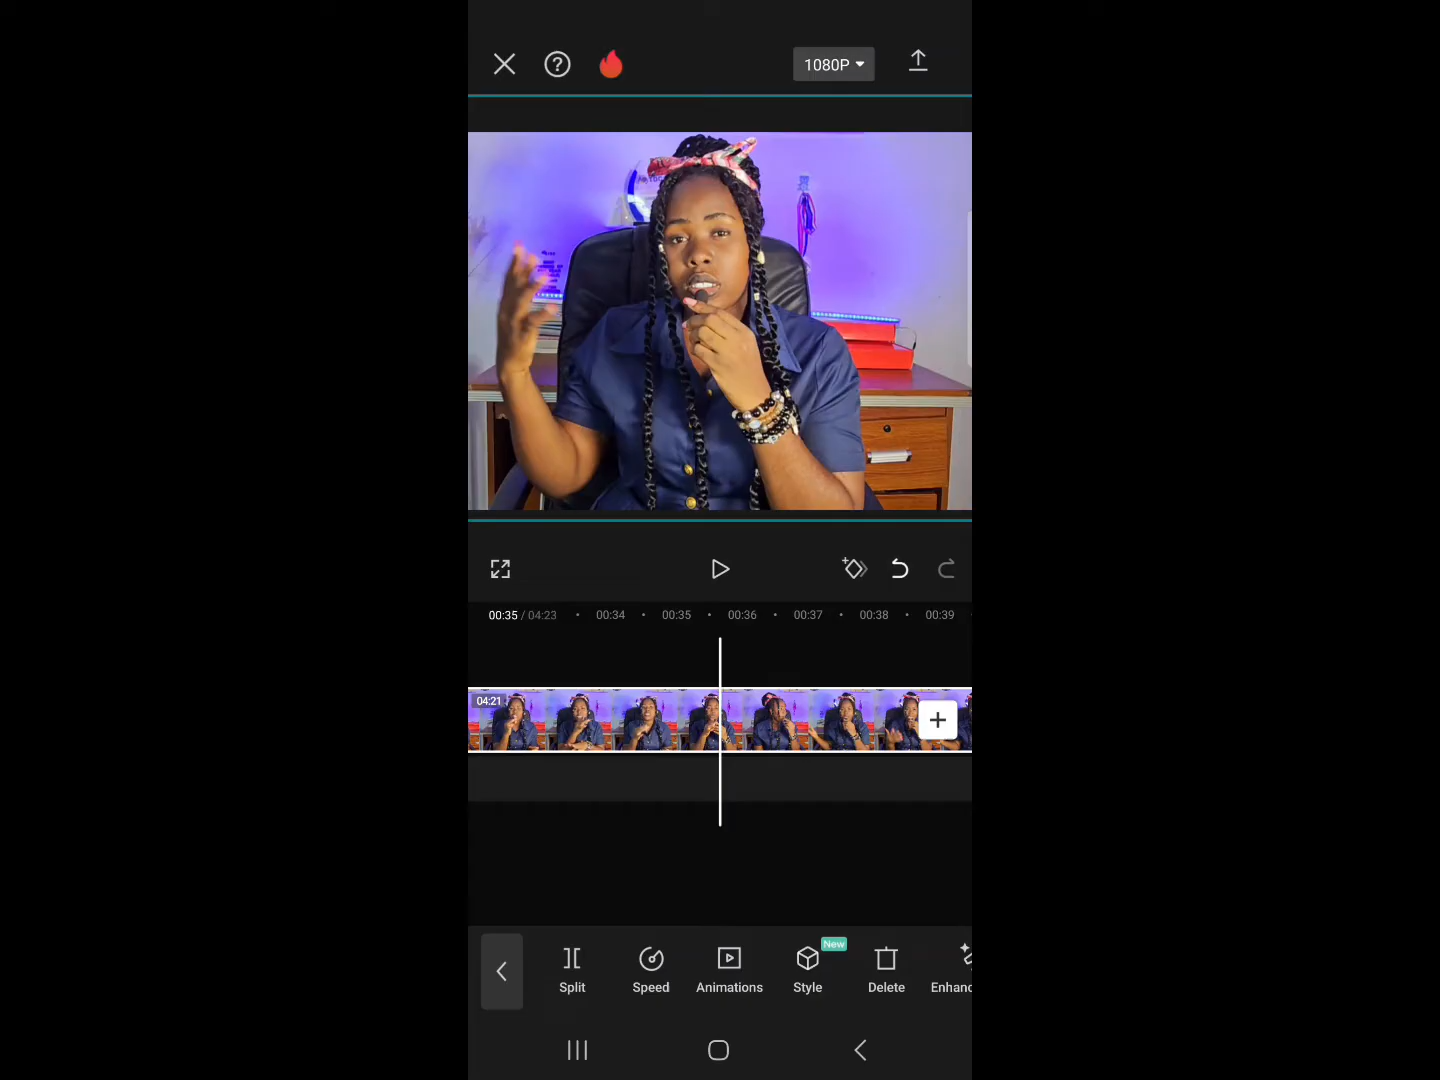 1080P
00:35 / 04:23
00:34
00:35
00:36
00:37
00:38
00:39
04:21
New
Split
Speed
Animations
Style
Delete
Enhanc